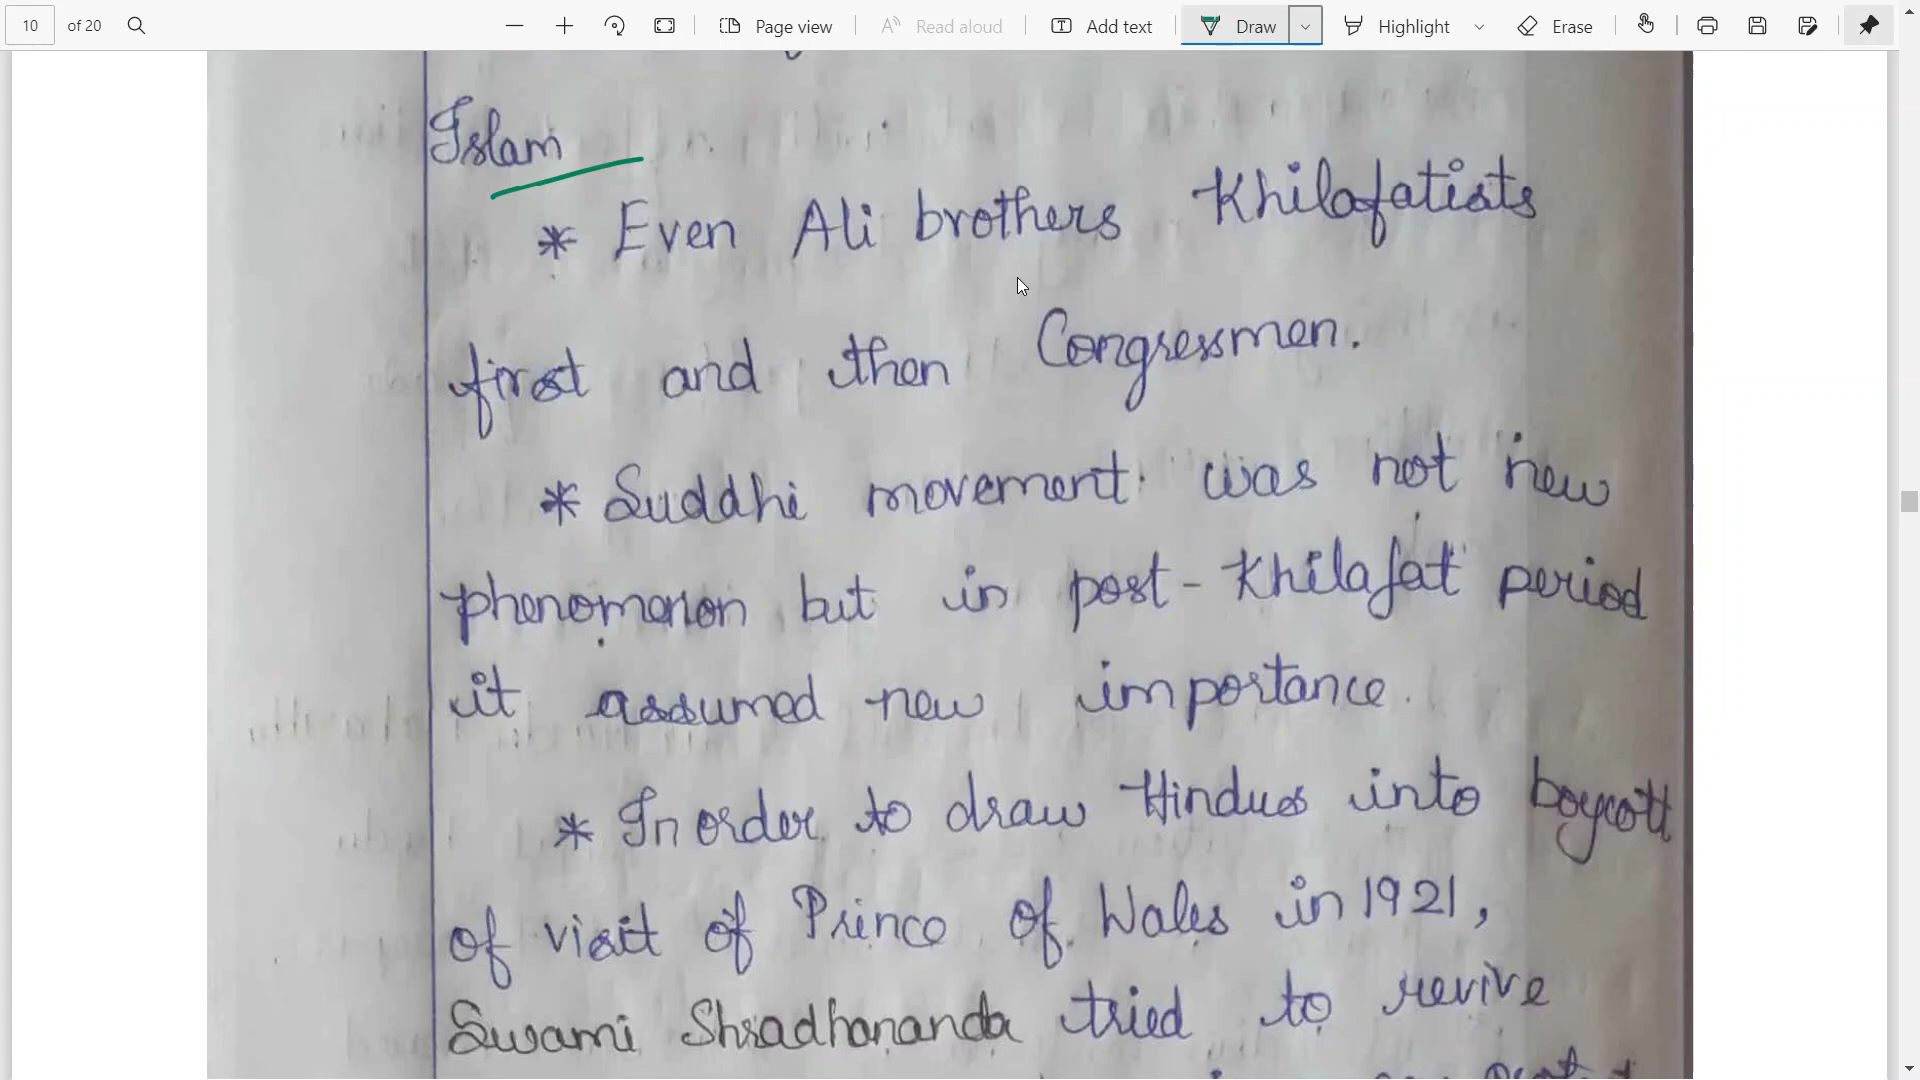 10 of 20 Page view Read aloud Add text Draw Highlight Erase
Islam
* Even Ali brothers Khilafatists
first and then Congressmen.
* Suddhi movement was not new
phenomenon but in post - Khilafat period
it assumed new importance.
* In order to draw Hindus into boycott
of visit of Prince of Wales in 1921,
Swami Shradhananda tried to revive